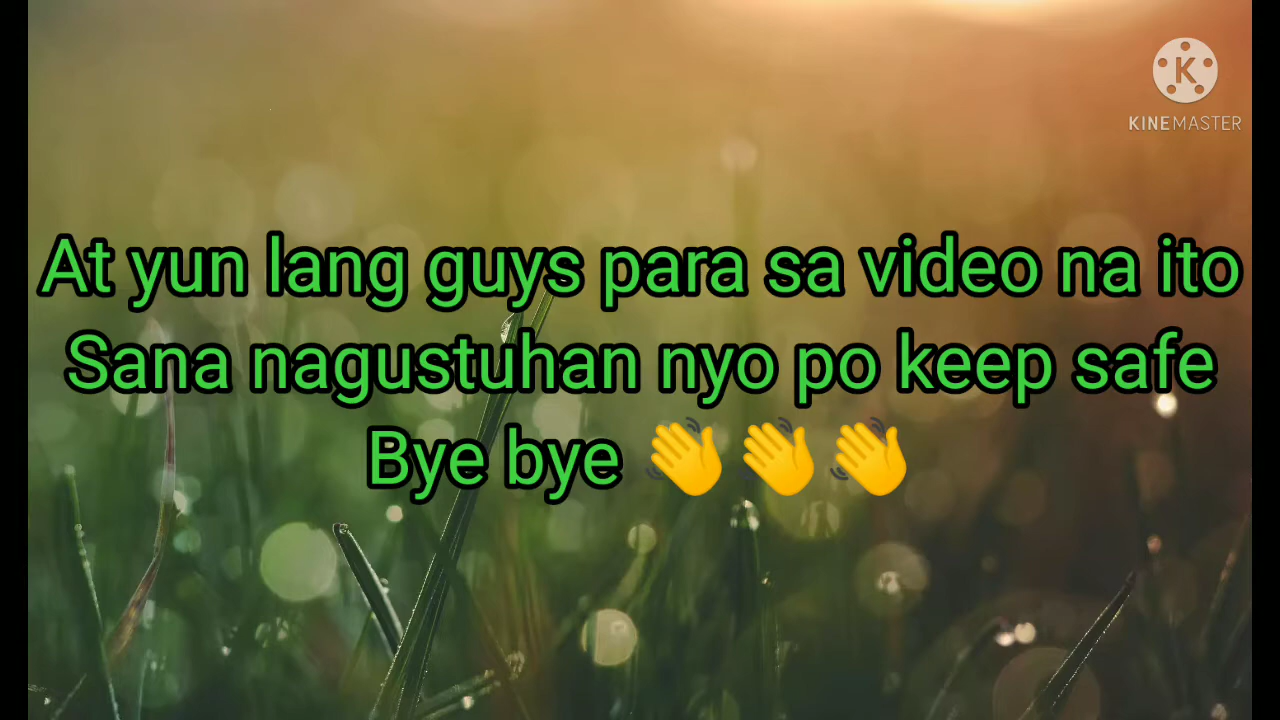 KINEMASTER
At yun lang guys para sa video na ito
Sana nagustuhan nyo po keep safe
Bye bye 👋 👋 👋